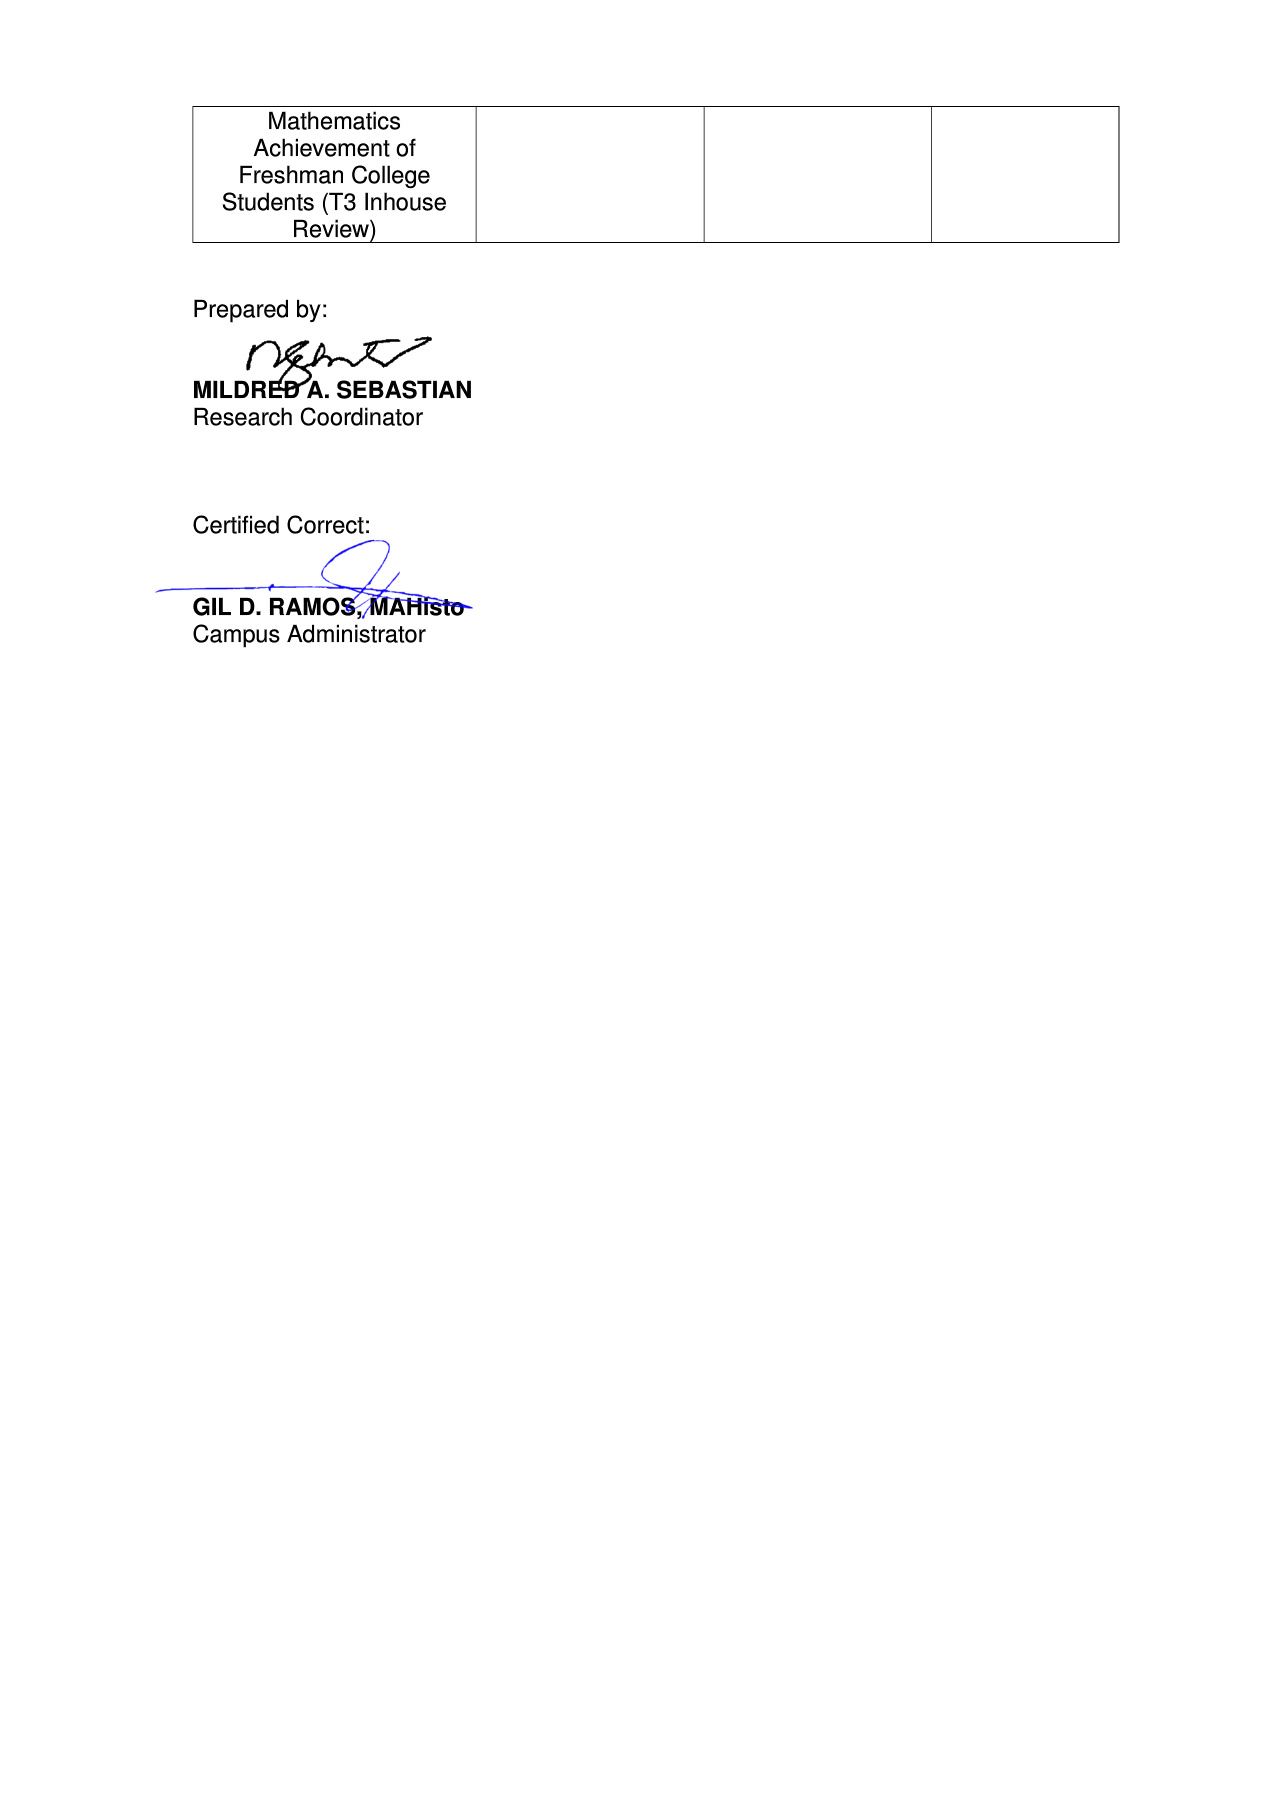 Mathematics
Achievement of
Freshman College
Students (T3 Inhouse
Review)
Prepared by:
MILDRED A. SEBASTIAN
Research Coordinator
Certified Correct:
GIL D. RAMOS, MAHisto
Campus Administrator